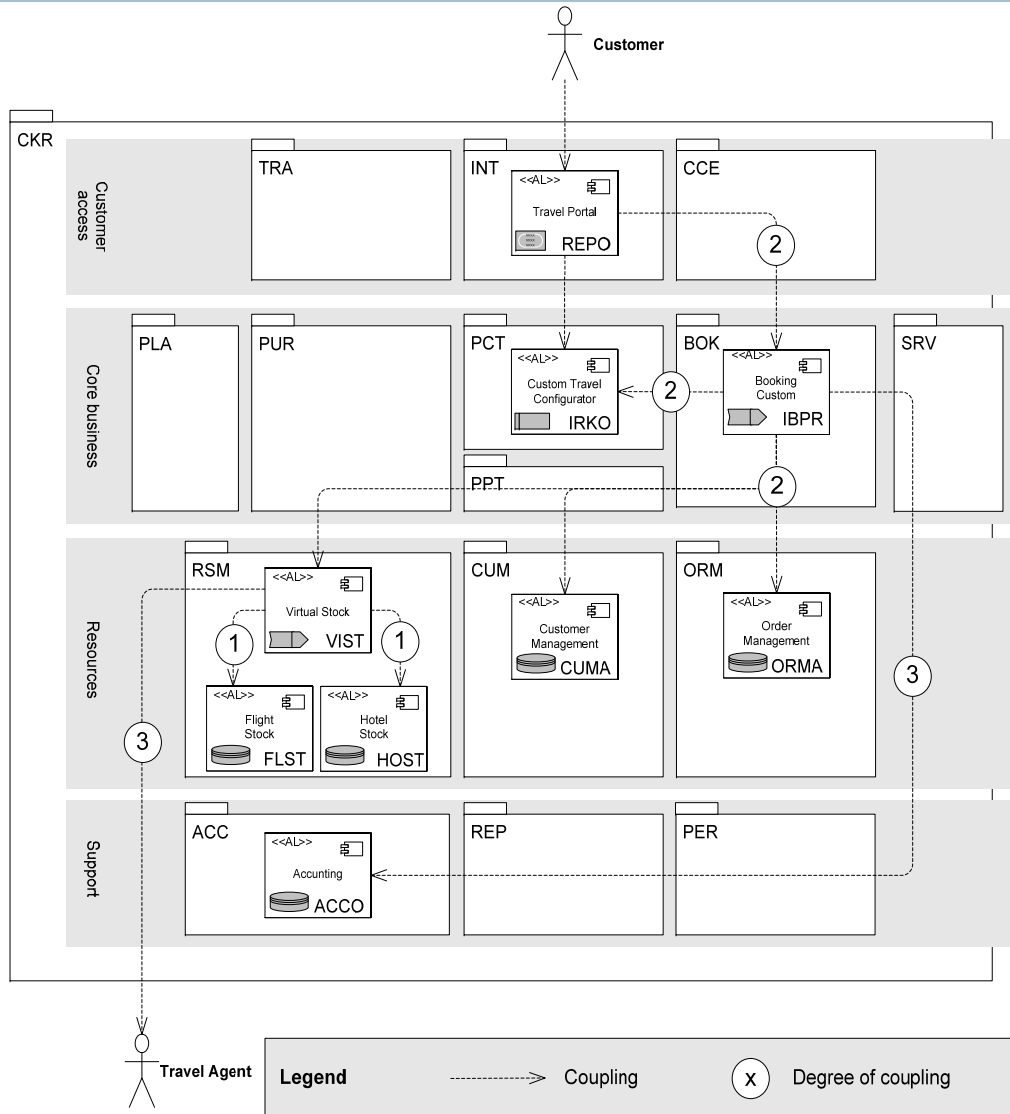 Customer
CKR
Customer
access
TRA
INT
CCE
<<AL>>
Travel Portal
REPO
2
Core business
PLA
PUR
PCT
BOK
SRV
<<AL>>
Custom Travel
Configurator
IRKO
2
<<AL>>
Booking
Custom
IBPR
PPT
2
Resources
RSM
CUM
ORM
<<AL>>
Virtual Stock
VIST
1
1
<<AL>>
Customer
Management
CUMA
<<AL>>
Order
Management
ORMA
3
<<AL>>
Flight
Stock
FLST
<<AL>>
Hotel
Stock
HOST
3
Support
ACC
REP
PER
<<AL>>
Accunting
ACCO
Travel Agent
Legend
Coupling
x
Degree of coupling